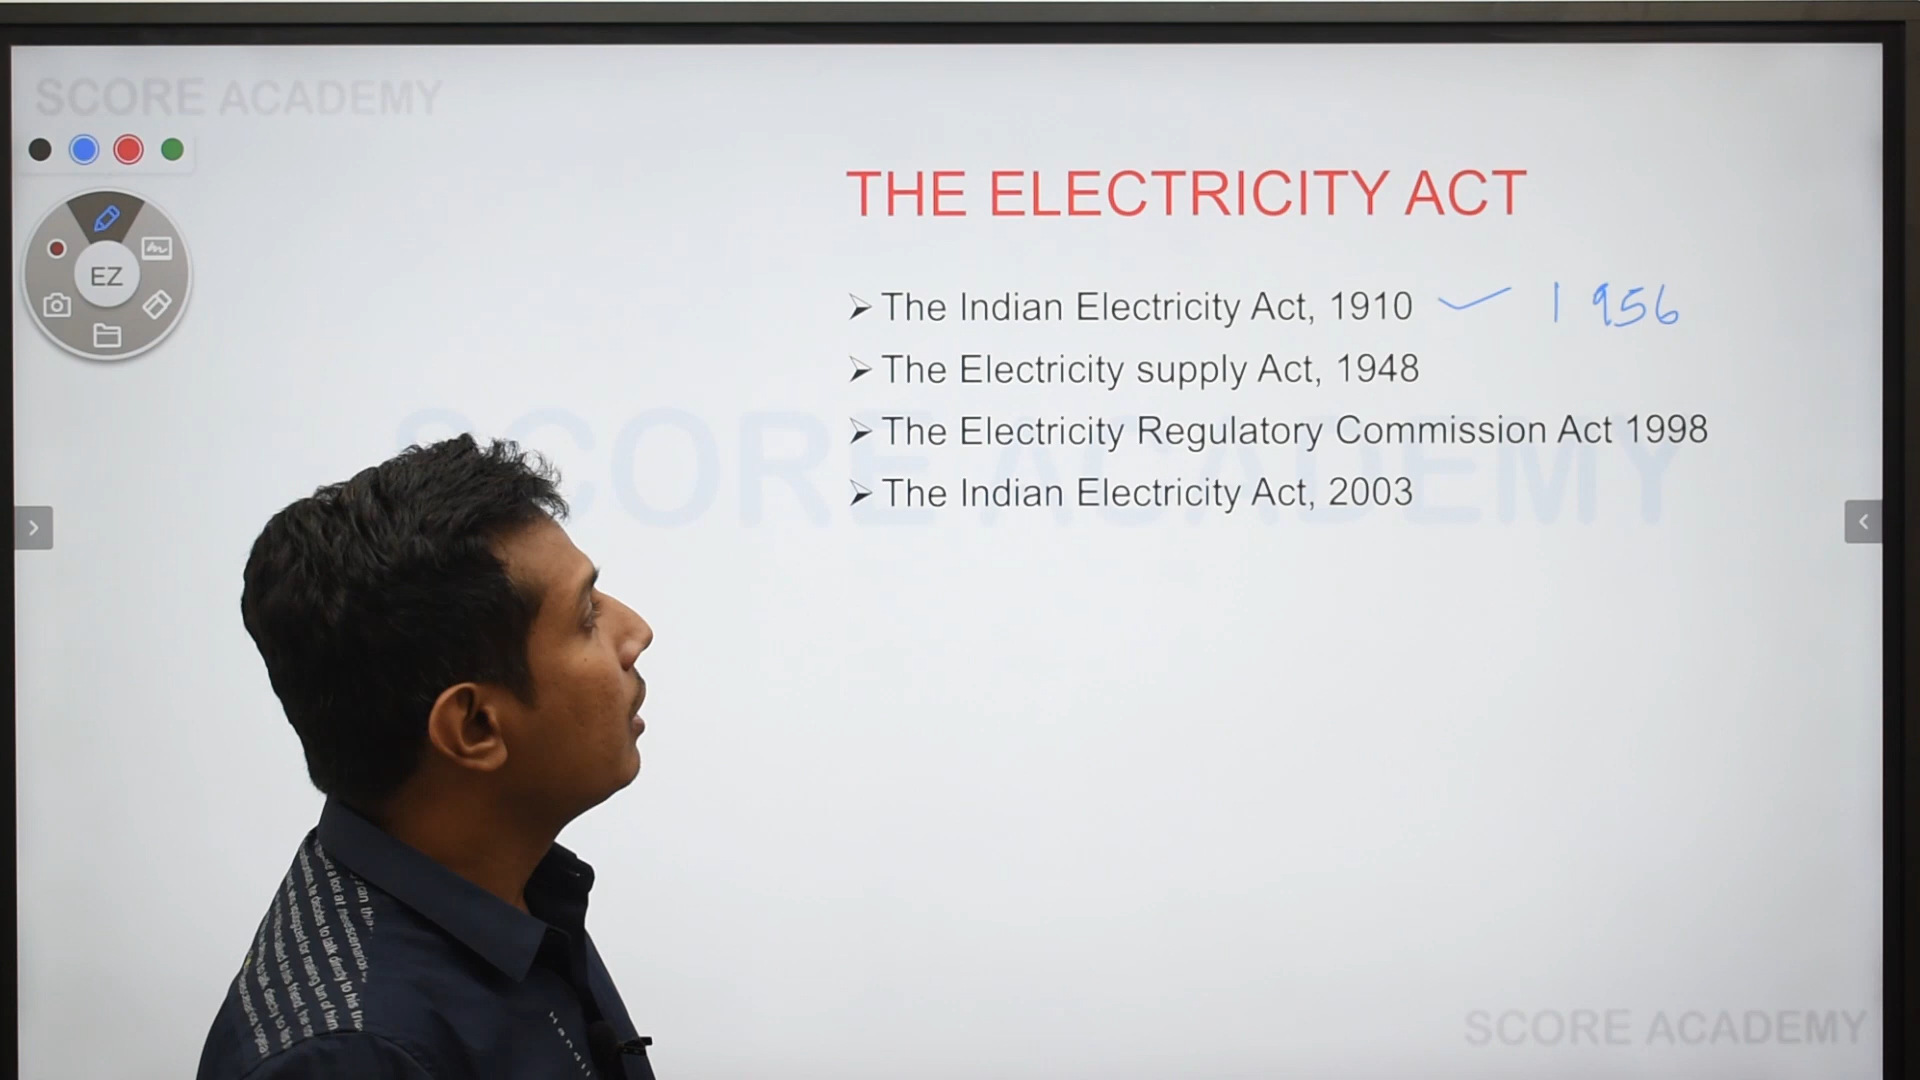 SCORE ACADEMY
EZ
THE ELECTRICITY ACT
➢ The Indian Electricity Act, 1910 ✓ 1956
➢ The Electricity supply Act, 1948
➢ The Electricity Regulatory Commission Act 1998
➢ The Indian Electricity Act, 2003
SCORE ACADEMY
SCORE ACADEMY